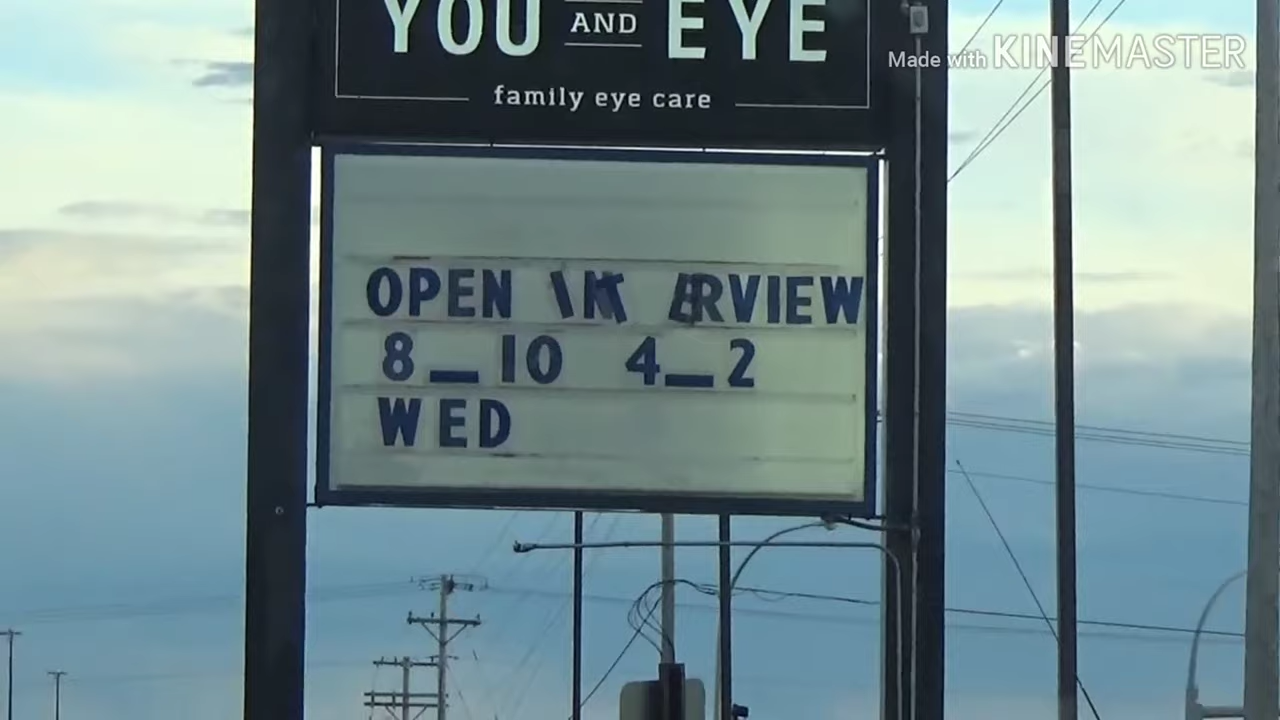 YOU AND EYE
Made with KINEMASTER
family eye care
OPEN
8_10 4_2
WED